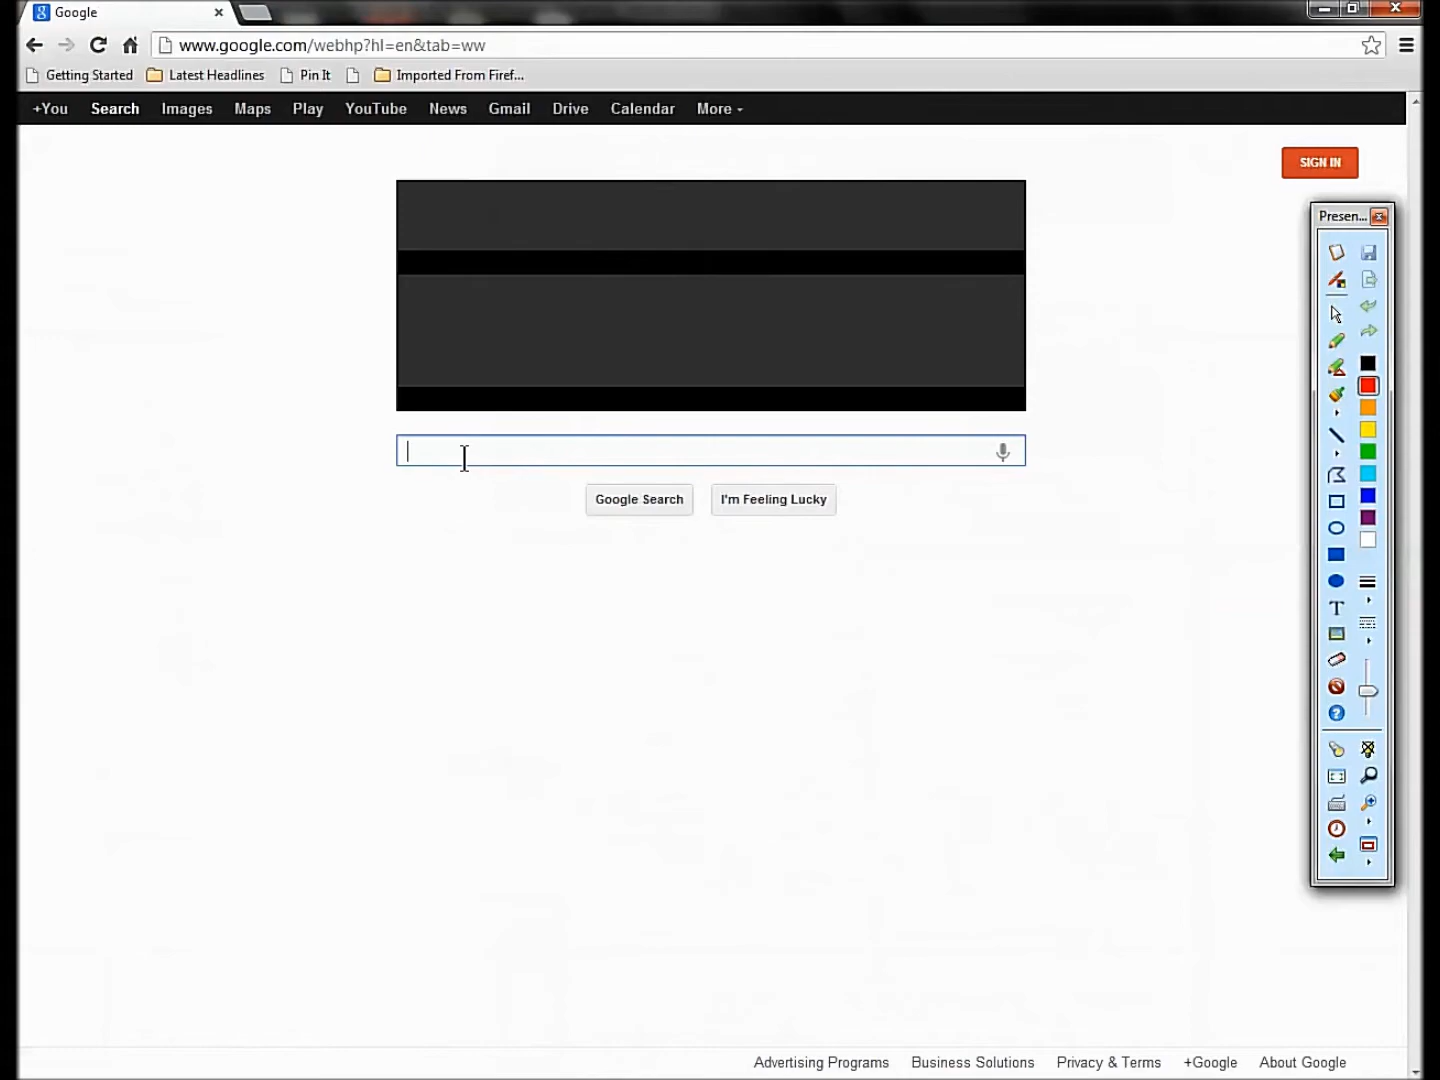 Google
www.google.com/webhp?hl=en&tab=ww
Getting Started Latest Headlines Pin It Imported From Firef...
+You Search Images Maps Play YouTube News Gmail Drive Calendar More
SIGN IN
Presen...
Google Search I'm Feeling Lucky
T
Advertising Programs Business Solutions Privacy & Terms +Google About Google